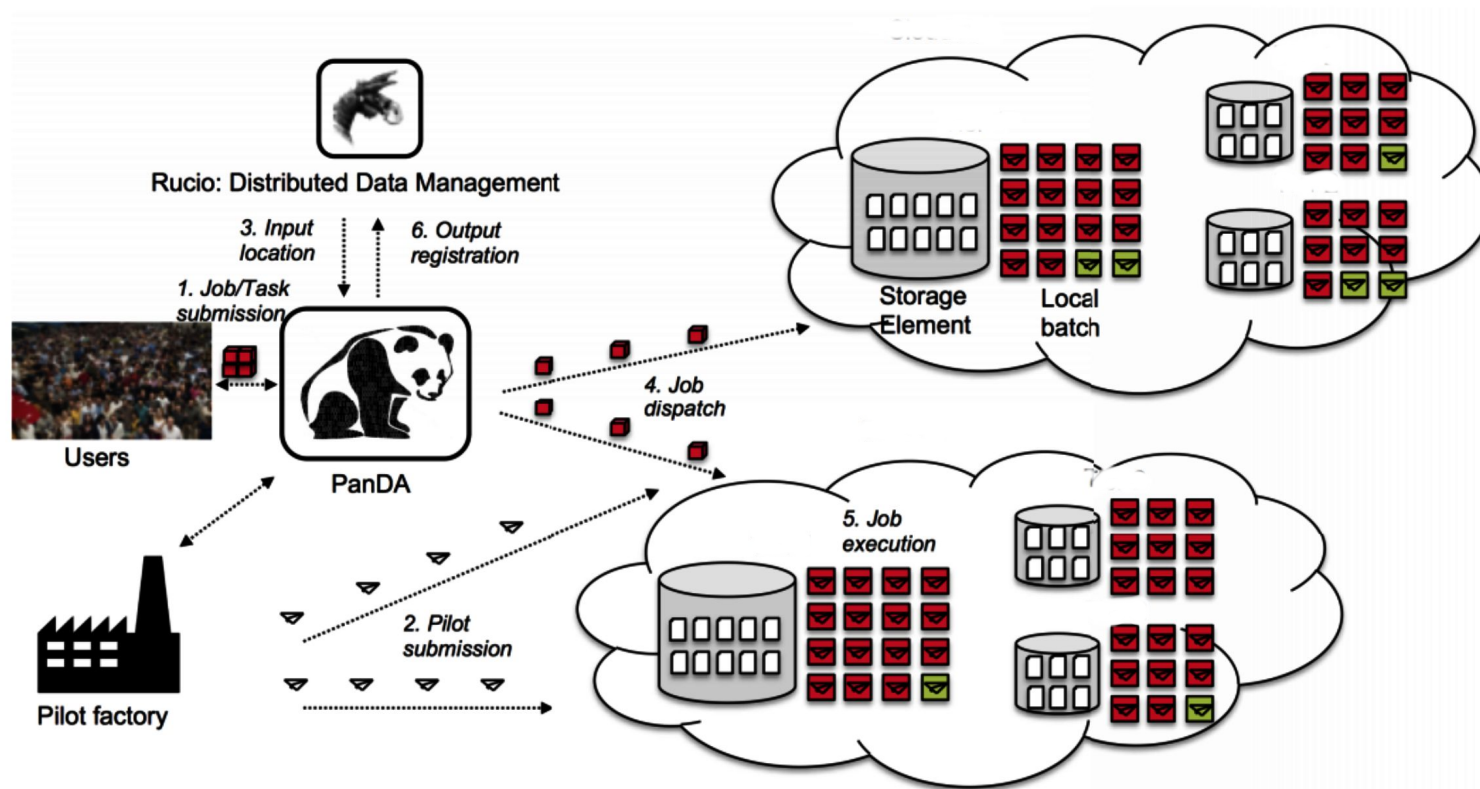 Rucio: Distributed Data Management
3. Input
location
6. Output
registration
1. Job/Task
submission
Users
PanDA
Storage
Element
Local
batch
4. Job
dispatch
5. Job
execution
2. Pilot
submission
Pilot factory